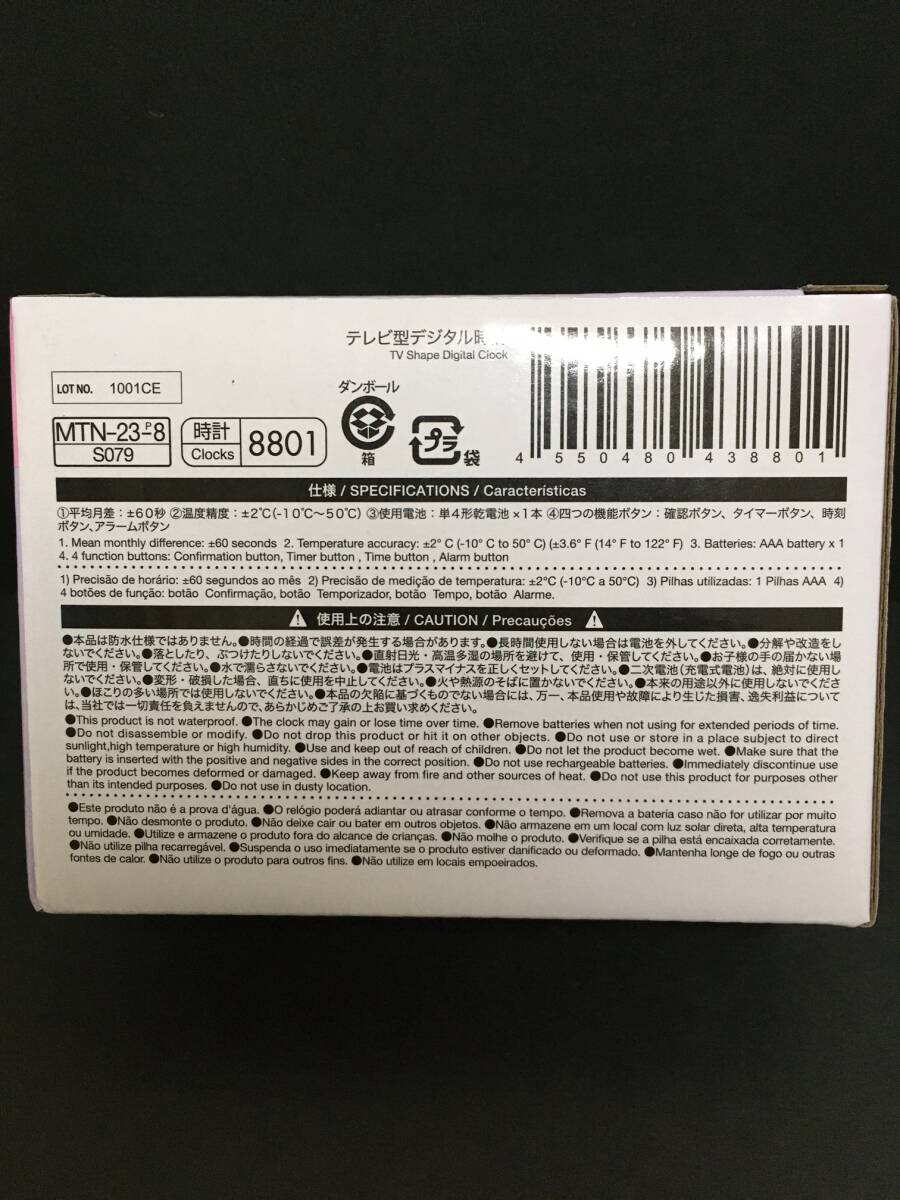 テレビ型デジタル時
TV Shape Digital Clock
LOT NO. 1001CE
MTN-23-P-8
S079
時計
Clocks
8801
ダンボール
箱
プラ
袋
4 550480 438801
仕様 / SPECIFICATIONS / Características
①平均月差：±60秒 ②温度精度：±2℃(-10℃〜50℃) ③使用電池：単4形乾電池×1本 ④四つの機能ボタン：確認ボタン、タイマーボタン、時刻
ボタン、アラームボタン
1. Mean monthly difference: ±60 seconds 2. Temperature accuracy: ±2° C (-10° C to 50° C) (±3.6° F (14° F to 122° F) 3. Batteries: AAA battery x 1
4. 4 function buttons: Confirmation button, Timer button , Time button , Alarm button
1) Precisão de horário: ±60 segundos ao mês 2) Precisão de medição de temperatura: ±2°C (-10°C a 50°C) 3) Pilhas utilizadas: 1 Pilhas AAA 4)
4 botões de função: botão Confirmação, botão Temporizador, botão Tempo, botão Alarme.
使用上の注意 / CAUTION / Precauções
●本品は防水仕様ではありません。●時間の経過で誤差が発生する場合があります。●長時間使用しない場合は電池を外してください。●分解や改造をし
ないでください。●落としたり、ぶつけたりしないでください。●直射日光・高温多湿の場所を避けて、使用・保管してください。●お子様の手の届かない場
所で使用・保管してください。●水で濡らさないでください。●電池はプラスマイナスを正しくセットしてください。●二次電池（充電式電池）は、絶対に使用し
ないでください。●変形・破損した場合、直ちに使用を中止してください。●火や熱源のそばに置かないでください。●本来の用途以外に使用しないでくださ
い。●ほこりの多い場所では使用しないでください。●本品の欠陥に基づくものでない場合には、万一、本品使用や故障により生じた損害、逸失利益について
は、当社では一切責任を負えませんので、あらかじめご了承の上お買い求めください。
●This product is not waterproof. ●The clock may gain or lose time over time. ●Remove batteries when not using for extended periods of time.
●Do not disassemble or modify. ●Do not drop this product or hit it on other objects. ●Do not use or store in a place subject to direct
sunlight,high temperature or high humidity. ●Use and keep out of reach of children. ●Do not let the product become wet. ●Make sure that the
battery is inserted with the positive and negative sides in the correct position. ●Do not use rechargeable batteries. ●Immediately discontinue use
if the product becomes deformed or damaged. ●Keep away from fire and other sources of heat. ●Do not use this product for purposes other
than its intended purposes. ●Do not use in dusty location.
●Este produto não é a prova d'água. ●O relógio poderá adiantar ou atrasar conforme o tempo. ●Remova a bateria caso não for utilizar por muito
tempo. ●Não desmonte o produto. ●Não deixe cair ou bater em outros objetos. ●Não armazene em um local com luz solar direta, alta temperatura
ou umidade. ●Utilize e armazene o produto fora do alcance de crianças. ●Não molhe o produto. ●Verifique se a pilha está encaixada corretamente.
●Não utilize pilha recarregável. ●Suspenda o uso imediatamente se o produto estiver danificado ou deformado. ●Mantenha longe de fogo ou outras
fontes de calor. ●Não utilize o produto para outros fins. ●Não utilize em locais empoeirados.